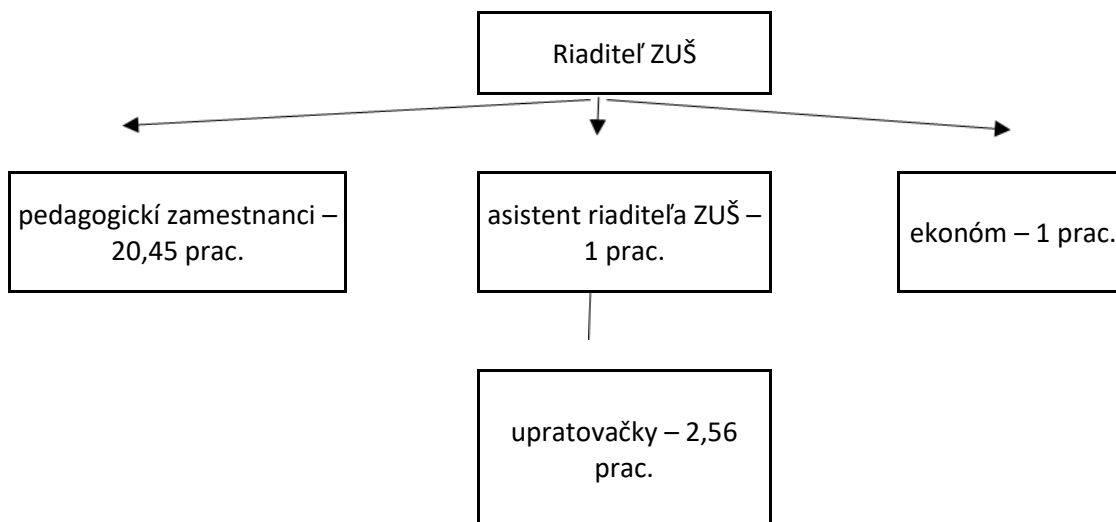 Riaditeľ ZUŠ
pedagogickí zamestnanci –
20,45 prac.
asistent riaditeľa ZUŠ –
1 prac.
ekonóm – 1 prac.
upratovačky – 2,56
prac.